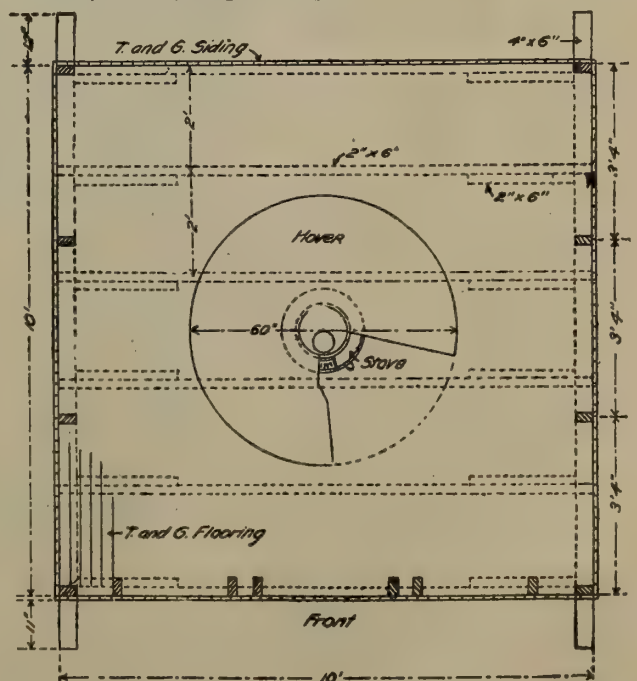 T. and G. Siding
4"x6"
2'
2"x6"
2"x6"
3'4"
2'
Hover
10'
60"
3'4"
Stove
3'4"
T. and G. Flooring
11"
Front
10'